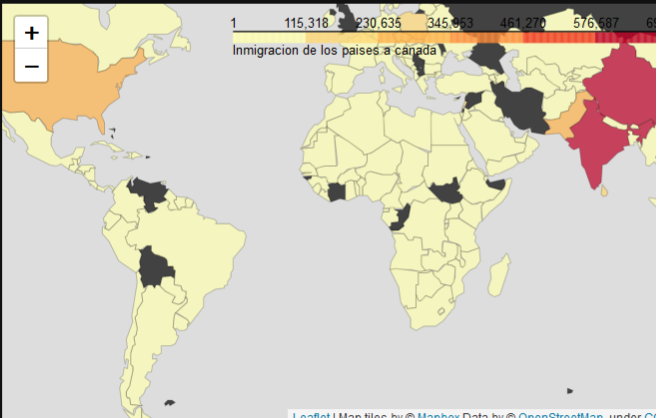 +
1 115,318 230,635 345,953 461,270 576,587 69
Inmigracion de los paises a canada
−
Leaflet | Map tiles by © Mapbox Data by © OpenStreetMap, under C